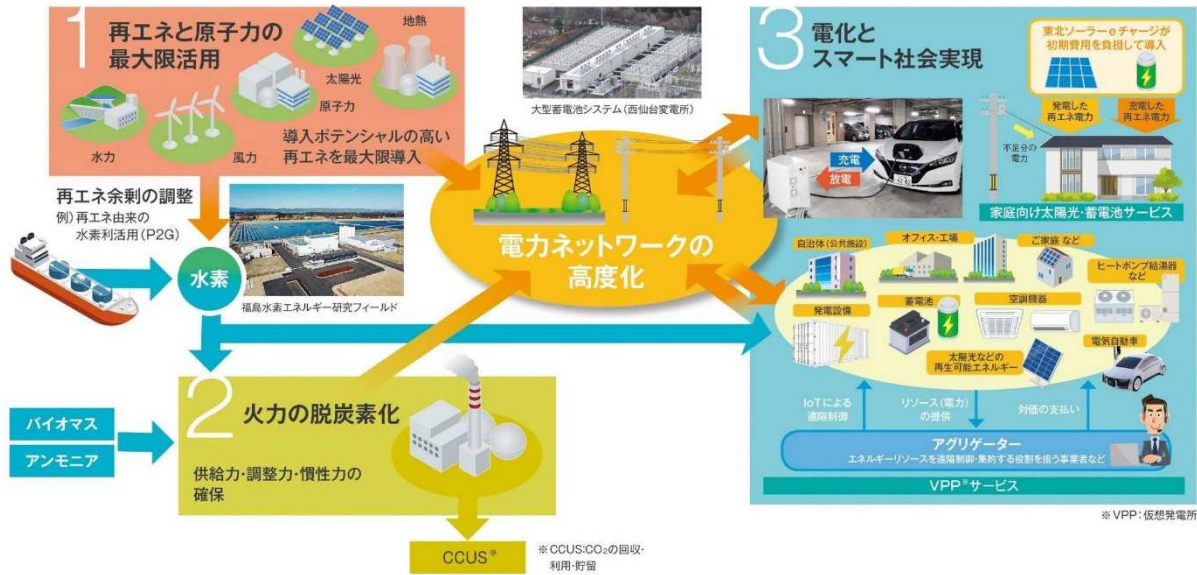 1 再エネと原子力の
最大限活用
地熱
太陽光
原子力
水力
風力
導入ポテンシャルの高い
再エネを最大限導入
再エネ余剰の調整
例）再エネ由来の
水素利活用（P2G）
水素
福島水素エネルギー研究フィールド
大型蓄電池システム（西仙台変電所）
電力ネットワークの
高度化
2 火力の脱炭素化
供給力・調整力・慣性力の
確保
バイオマス
アンモニア
CCUS※
※CCUS:CO₂の回収・
利用・貯留
3 電化と
スマート社会実現
充電
放電
東北ソーラーeチャージが
初期費用を負担して導入
発電した
再エネ電力
充電した
再エネ電力
不足分の
電力
家庭向け太陽光・蓄電池サービス
自治体（公共施設）
オフィス・工場
ご家庭 など
ヒートポンプ給湯器
など
発電設備
蓄電池
空調機器
太陽光などの
再生可能エネルギー
電気自動車
IoTによる
遠隔制御
リソース（電力）
の提供
対価の支払い
アグリゲーター
エネルギーリソースを遠隔制御・集約する役割を担う事業者など
VPP※サービス
※VPP：仮想発電所